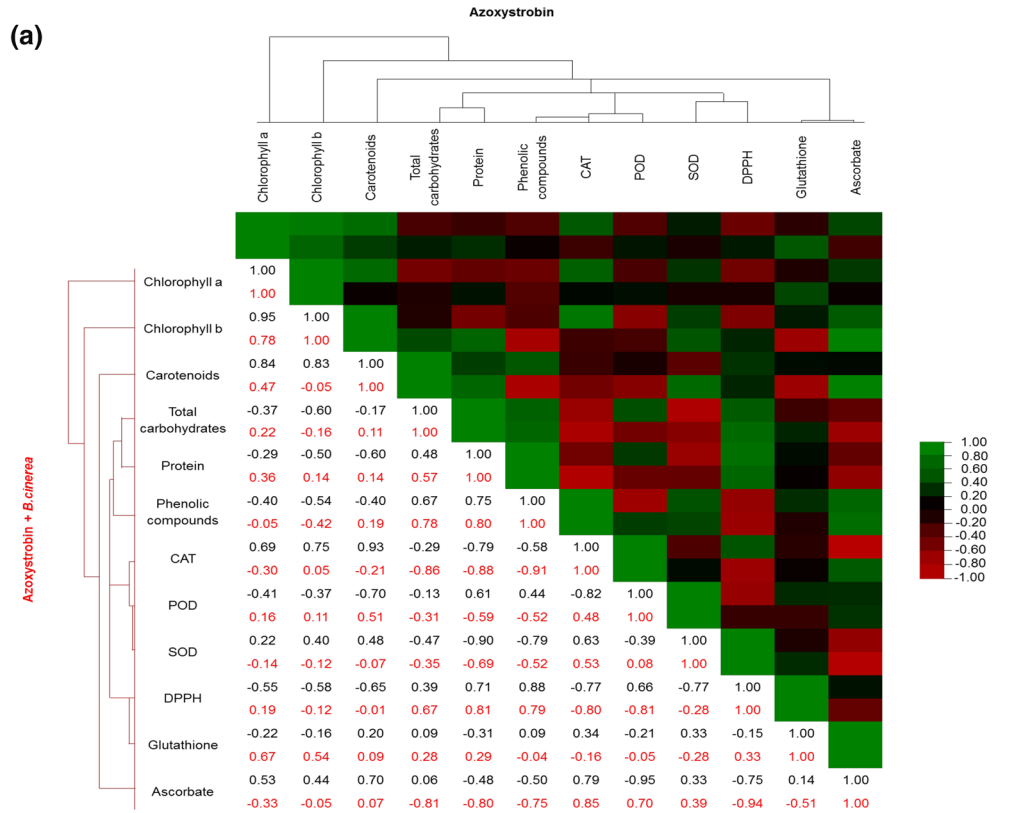 Azoxystrobin
(a)
Chlorophyll a
Chlorophyll b
Carotenoids
Total
carbohydrates
Protein
Phenolic
compounds
CAT
POD
SOD
DPPH
Glutathione
Ascorbate
Azoxystrobin + B.cinerea
Chlorophyll a
1.00
1.00
Chlorophyll b
0.95 1.00
0.78 1.00
Carotenoids
0.84 0.83 1.00
0.47 -0.05 1.00
Total
carbohydrates
-0.37 -0.60 -0.17 1.00
0.22 -0.16 0.11 1.00
Protein
-0.29 -0.50 -0.60 0.48 1.00
0.36 0.14 0.14 0.57 1.00
Phenolic
compounds
-0.40 -0.54 -0.40 0.67 0.75 1.00
-0.05 -0.42 0.19 0.78 0.80 1.00
CAT
0.69 0.75 0.93 -0.29 -0.79 -0.58 1.00
-0.30 0.05 -0.21 -0.86 -0.88 -0.91 1.00
POD
-0.41 -0.37 -0.70 -0.13 0.61 0.44 -0.82 1.00
0.16 0.11 0.51 -0.31 -0.59 -0.52 0.48 1.00
SOD
0.22 0.40 0.48 -0.47 -0.90 -0.79 0.63 -0.39 1.00
-0.14 -0.12 -0.07 -0.35 -0.69 -0.52 0.53 0.08 1.00
DPPH
-0.55 -0.58 -0.65 0.39 0.71 0.88 -0.77 0.66 -0.77 1.00
0.19 -0.12 -0.01 0.67 0.81 0.79 -0.80 -0.81 -0.28 1.00
Glutathione
-0.22 -0.16 0.20 0.09 -0.31 0.09 0.34 -0.21 0.33 -0.15 1.00
0.67 0.54 0.09 0.28 0.29 -0.04 -0.16 -0.05 -0.28 0.33 1.00
Ascorbate
0.53 0.44 0.70 0.06 -0.48 -0.50 0.79 -0.95 0.33 -0.75 0.14 1.00
-0.33 -0.05 0.07 -0.81 -0.80 -0.75 0.85 0.70 0.39 -0.94 -0.51 1.00
1.00
0.80
0.60
0.40
0.20
0.00
-0.20
-0.40
-0.60
-0.80
-1.00